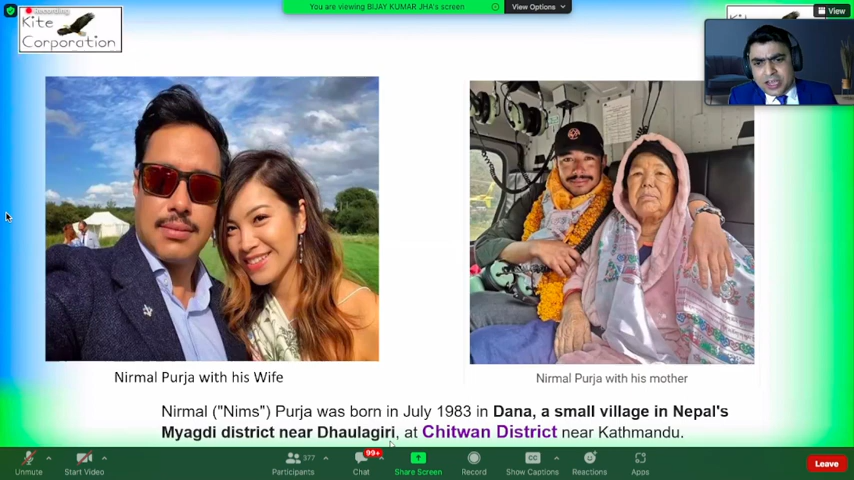 Recording
You are viewing BIJAY KUMAR JHA's screen
View Options
View
Kite
Corporation
Nirmal Purja with his Wife
Nirmal Purja with his mother
Nirmal ("Nims") Purja was born in July 1983 in Dana, a small village in Nepal's
Myagdi district near Dhaulagiri, at Chitwan District near Kathmandu.
Unmute
Start Video
377
Participants
99+
Chat
Share Screen
Record
Show Captions
Reactions
Apps
Leave